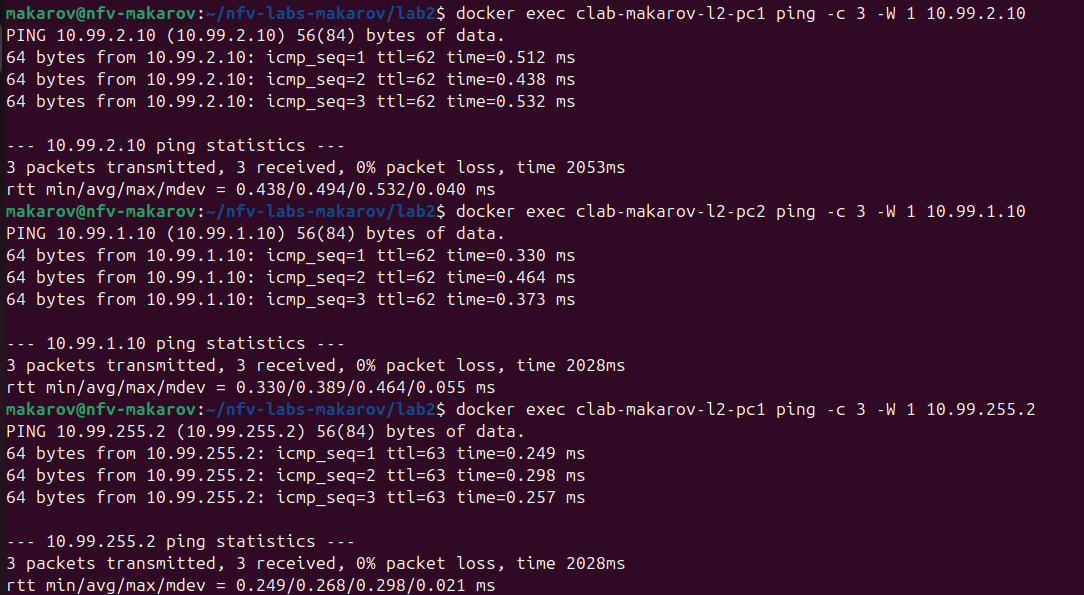 makarov@nfv-makarov:~/nfv-labs-makarov/lab2$ docker exec clab-makarov-l2-pc1 ping -c 3 -W 1 10.99.2.10
PING 10.99.2.10 (10.99.2.10) 56(84) bytes of data.
64 bytes from 10.99.2.10: icmp_seq=1 ttl=62 time=0.512 ms
64 bytes from 10.99.2.10: icmp_seq=2 ttl=62 time=0.438 ms
64 bytes from 10.99.2.10: icmp_seq=3 ttl=62 time=0.532 ms

--- 10.99.2.10 ping statistics ---
3 packets transmitted, 3 received, 0% packet loss, time 2053ms
rtt min/avg/max/mdev = 0.438/0.494/0.532/0.040 ms
makarov@nfv-makarov:~/nfv-labs-makarov/lab2$ docker exec clab-makarov-l2-pc2 ping -c 3 -W 1 10.99.1.10
PING 10.99.1.10 (10.99.1.10) 56(84) bytes of data.
64 bytes from 10.99.1.10: icmp_seq=1 ttl=62 time=0.330 ms
64 bytes from 10.99.1.10: icmp_seq=2 ttl=62 time=0.464 ms
64 bytes from 10.99.1.10: icmp_seq=3 ttl=62 time=0.373 ms

--- 10.99.1.10 ping statistics ---
3 packets transmitted, 3 received, 0% packet loss, time 2028ms
rtt min/avg/max/mdev = 0.330/0.389/0.464/0.055 ms
makarov@nfv-makarov:~/nfv-labs-makarov/lab2$ docker exec clab-makarov-l2-pc1 ping -c 3 -W 1 10.99.255.2
PING 10.99.255.2 (10.99.255.2) 56(84) bytes of data.
64 bytes from 10.99.255.2: icmp_seq=1 ttl=63 time=0.249 ms
64 bytes from 10.99.255.2: icmp_seq=2 ttl=63 time=0.298 ms
64 bytes from 10.99.255.2: icmp_seq=3 ttl=63 time=0.257 ms

--- 10.99.255.2 ping statistics ---
3 packets transmitted, 3 received, 0% packet loss, time 2028ms
rtt min/avg/max/mdev = 0.249/0.268/0.298/0.021 ms